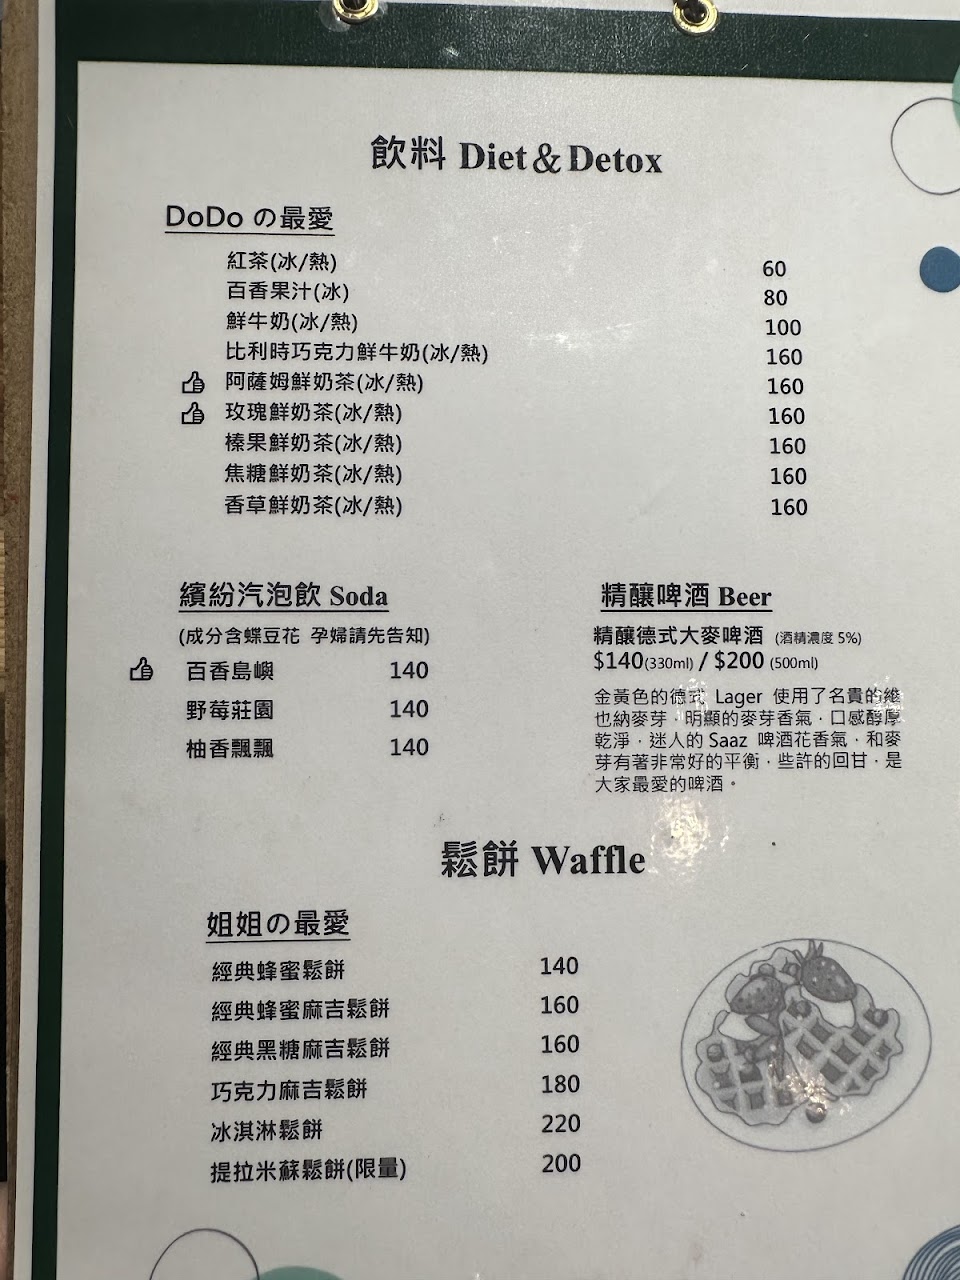 飲料 Diet&Detox
DoDo の最愛
紅茶(冰/熱) 60
百香果汁(冰) 80
鮮牛奶(冰/熱) 100
比利時巧克力鮮牛奶(冰/熱) 160
阿薩姆鮮奶茶(冰/熱) 160
玫瑰鮮奶茶(冰/熱) 160
榛果鮮奶茶(冰/熱) 160
焦糖鮮奶茶(冰/熱) 160
香草鮮奶茶(冰/熱) 160
繽紛汽泡飲 Soda
(成分含蝶豆花 孕婦請先告知)
百香島嶼 140
野莓莊園 140
柚香飄飄 140
精釀啤酒 Beer
精釀德式大麥啤酒 (酒精濃度 5%)
$140(330ml) / $200 (500ml)
金黃色的德式 Lager 使用了名貴的維
也納麥芽，明顯的麥芽香氣，口感醇厚
乾淨，迷人的 Saaz 啤酒花香氣，和麥
芽有著非常好的平衡，些許的回甘，是
大家最愛的啤酒。
鬆餅 Waffle
姐姐の最愛
經典蜂蜜鬆餅 140
經典蜂蜜麻吉鬆餅 160
經典黑糖麻吉鬆餅 160
巧克力麻吉鬆餅 180
冰淇淋鬆餅 220
提拉米蘇鬆餅(限量) 200